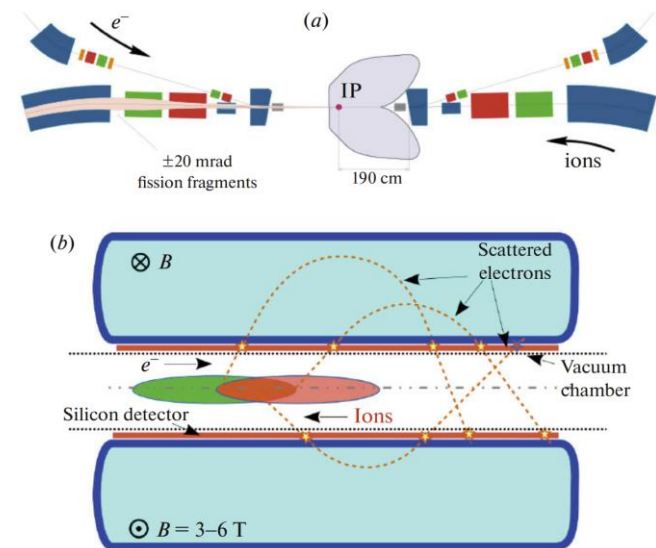 (a)
e⁻
IP
±20 mrad
fission fragments
190 cm
ions
(b)
B
Scattered
electrons
e⁻
Vacuum
chamber
Ions
Silicon detector
B = 3–6 T